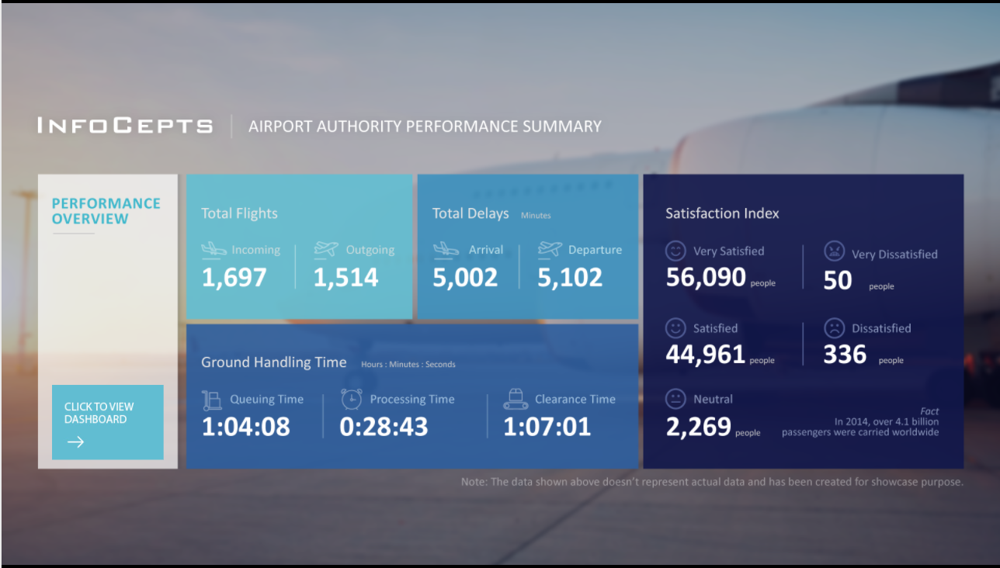 INFOCEPTS
AIRPORT AUTHORITY PERFORMANCE SUMMARY
PERFORMANCE
OVERVIEW
CLICK TO VIEW
DASHBOARD
Total Flights
Incoming
1,697
Outgoing
1,514
Total Delays Minutes
Arrival
5,002
Departure
5,102
Ground Handling Time Hours : Minutes : Seconds
Queuing Time
1:04:08
Processing Time
0:28:43
Clearance Time
1:07:01
Satisfaction Index
Very Satisfied
56,090 people
Very Dissatisfied
50 people
Satisfied
44,961 people
Dissatisfied
336 people
Neutral
2,269 people
Fact
In 2014, over 4.1 billion
passengers were carried worldwide
Note: The data shown above doesn't represent actual data and has been created for showcase purpose.